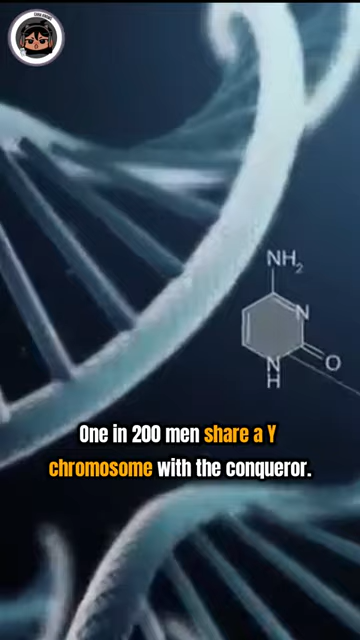 NH2
N
N
H
O
One in 200 men share a Y
chromosome with the conqueror.